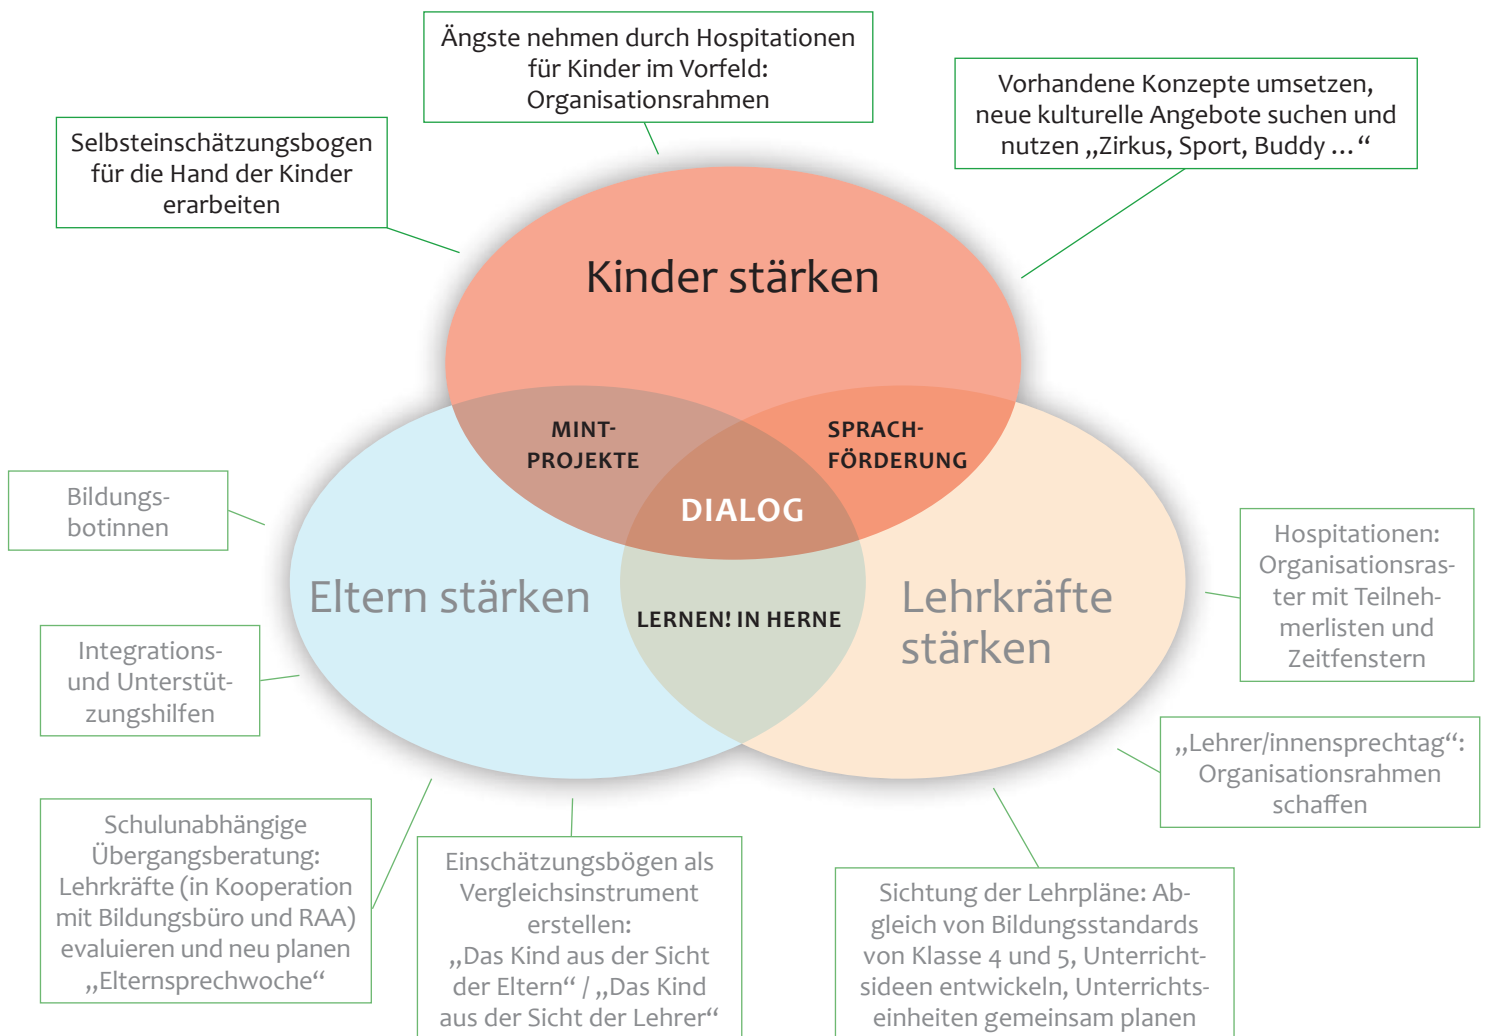 Ängste nehmen durch Hospitationen
für Kinder im Vorfeld:
Organisationsrahmen
Vorhandene Konzepte umsetzen,
neue kulturelle Angebote suchen und
nutzen „Zirkus, Sport, Buddy …“
Selbsteinschätzungsbogen
für die Hand der Kinder
erarbeiten
Kinder stärken
MINT-
PROJEKTE
SPRACH-
FÖRDERUNG
DIALOG
Eltern stärken
Lehrkräfte
stärken
LERNEN! IN HERNE
Bildungs-
botinnen
Integrations-
und Unterstüt-
zungshilfen
Schulunabhängige
Übergangsberatung:
Lehrkräfte (in Kooperation
mit Bildungsbüro und RAA)
evaluieren und neu planen
„Elternsprechwoche“
Einschätzungsbögen als
Vergleichsinstrument
erstellen:
„Das Kind aus der Sicht
der Eltern“ / „Das Kind
aus der Sicht der Lehrer“
Sichtung der Lehrpläne: Ab-
gleich von Bildungsstandards
von Klasse 4 und 5, Unterricht-
sideen entwickeln, Unterrichts-
einheiten gemeinsam planen
„Lehrer/innensprechtag“:
Organisationsrahmen
schaffen
Hospitationen:
Organisationsras-
ter mit Teilneh-
merlisten und
Zeitfenstern